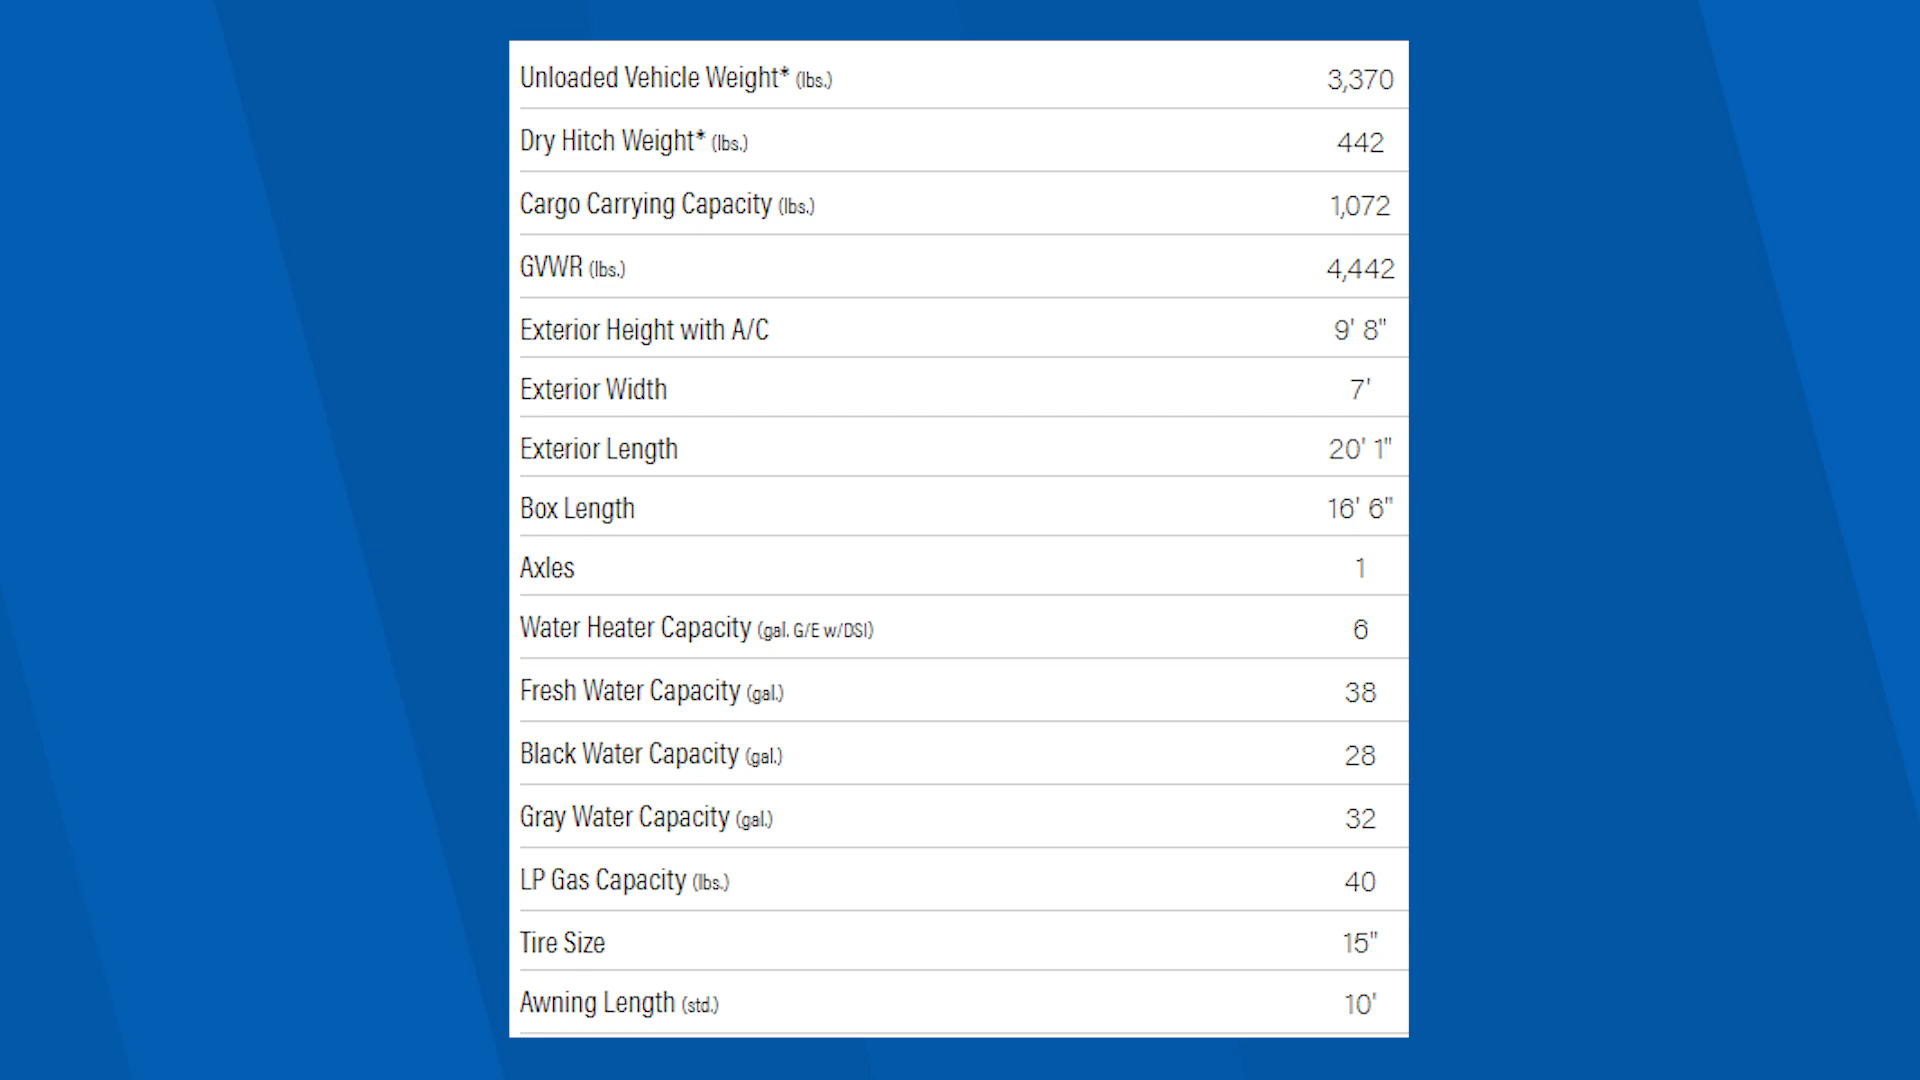 Unloaded Vehicle Weight* (lbs.) 3,370
Dry Hitch Weight* (lbs.) 442
Cargo Carrying Capacity (lbs.) 1,072
GVWR (lbs.) 4,442
Exterior Height with A/C 9' 8"
Exterior Width 7'
Exterior Length 20' 1"
Box Length 16' 6"
Axles 1
Water Heater Capacity (gal. G/E w/DSI) 6
Fresh Water Capacity (gal.) 38
Black Water Capacity (gal.) 28
Gray Water Capacity (gal.) 32
LP Gas Capacity (lbs.) 40
Tire Size 15"
Awning Length (std.) 10'